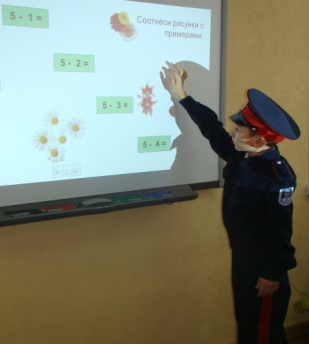 5 - 1 =
Соотнеси рисунки с
примерами.
5 - 2 =
5 - 3 =
5 - 4 =